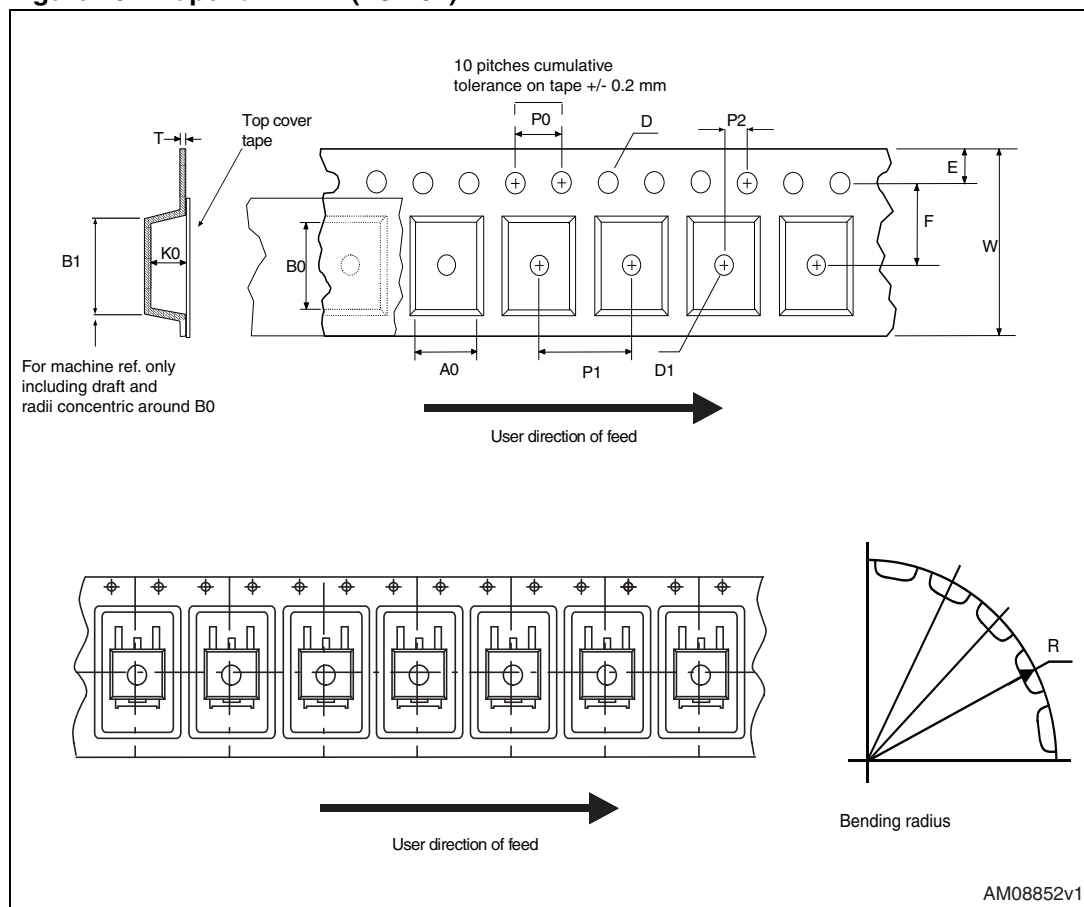 10 pitches cumulative
tolerance on tape +/- 0.2 mm
P0
D
P2
T
Top cover
tape
E
F
W
B1
K0
B0
For machine ref. only
including draft and
radii concentric around B0
A0
P1
D1
User direction of feed
R
User direction of feed
Bending radius
AM08852v1